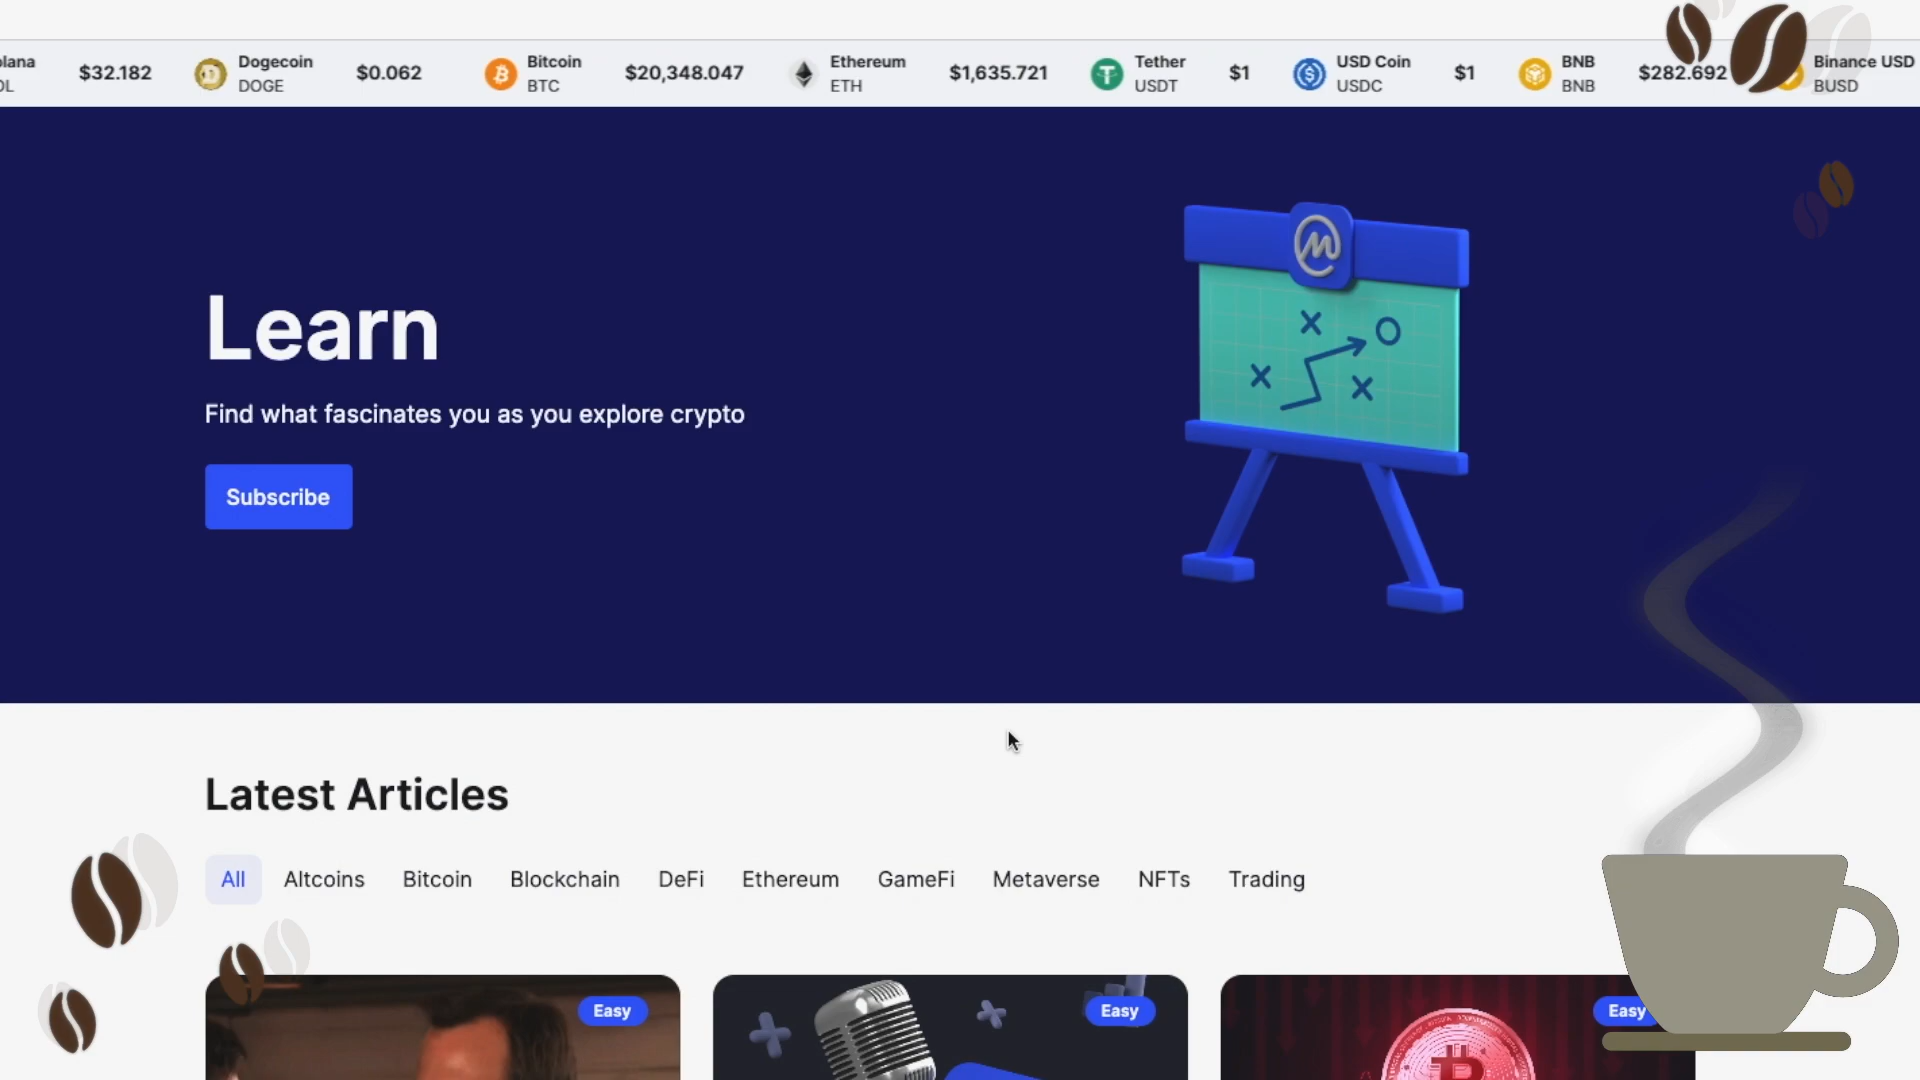 olana $32.182 Dogecoin $0.062 Bitcoin $20,348.047 Ethereum $1,635.721 Tether $1 USD Coin $1 BNB $282.692 Binance USD
OL DOGE BTC ETH USDT USDC BNB BUSD
Learn
Find what fascinates you as you explore crypto
Subscribe
Latest Articles
All Altcoins Bitcoin Blockchain DeFi Ethereum GameFi Metaverse NFTs Trading
Easy Easy Easy